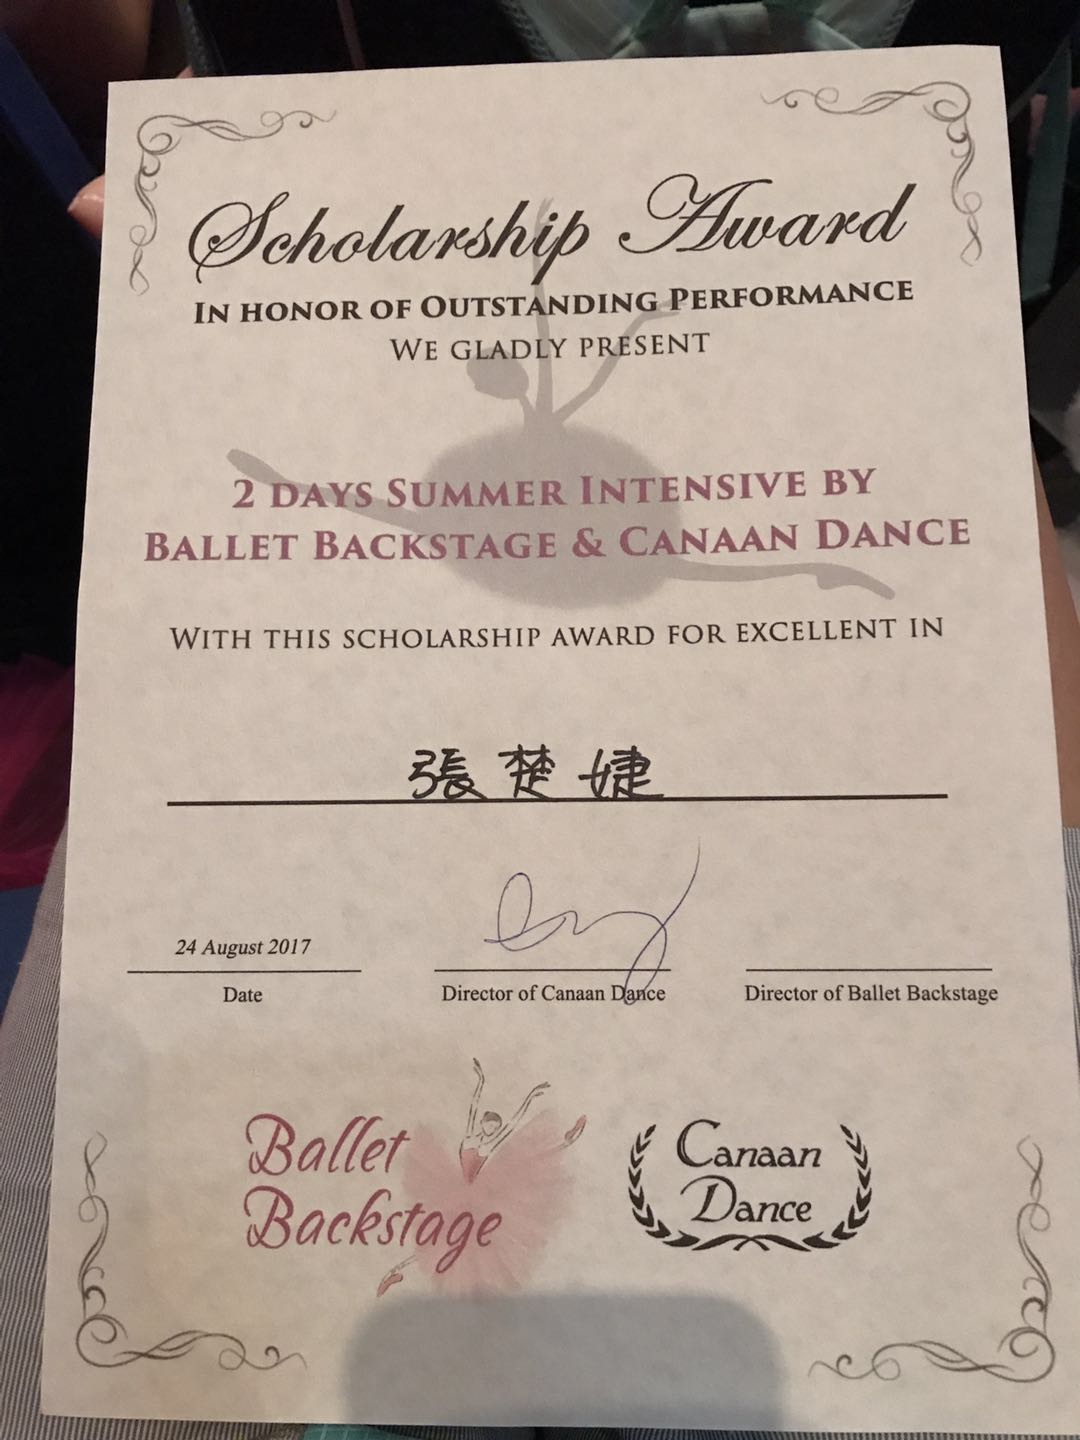 Scholarship Award
In honor of Outstanding Performance
We gladly present
2 days Summer Intensive by
Ballet Backstage & Canaan Dance
With this scholarship award for excellent in
張楚婕
24 August 2017
Date
Director of Canaan Dance
Director of Ballet Backstage
Ballet
Backstage
Canaan
Dance